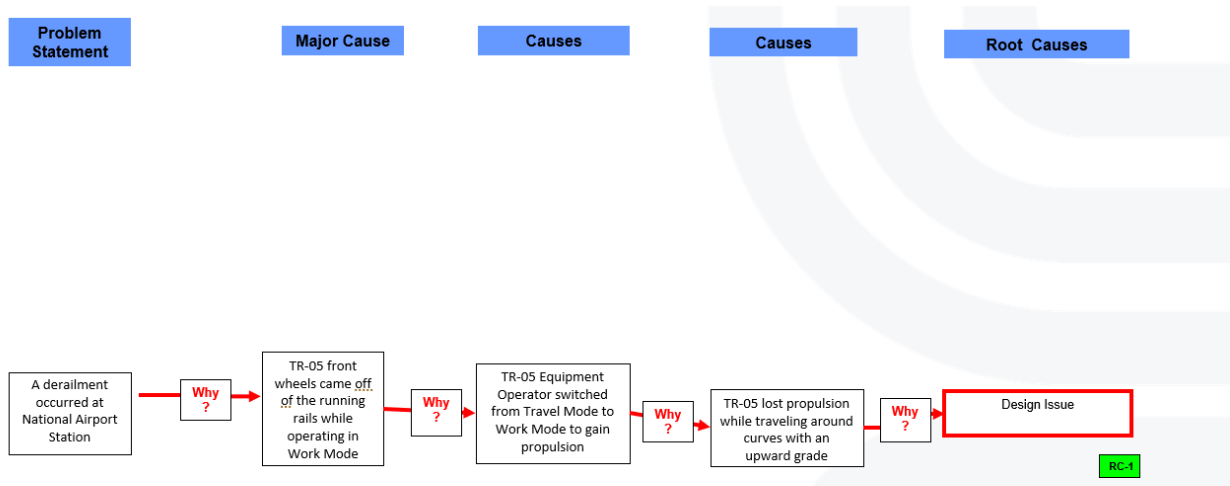 Problem
Statement
Major Cause
Causes
Causes
Root Causes
A derailment
occurred at
National Airport
Station
Why
?
TR-05 front
wheels came off
of the running
rails while
operating in
Work Mode
Why
?
TR-05 Equipment
Operator switched
from Travel Mode to
Work Mode to gain
propulsion
Why
?
TR-05 lost propulsion
while traveling around
curves with an
upward grade
Why
?
Design Issue
RC-1